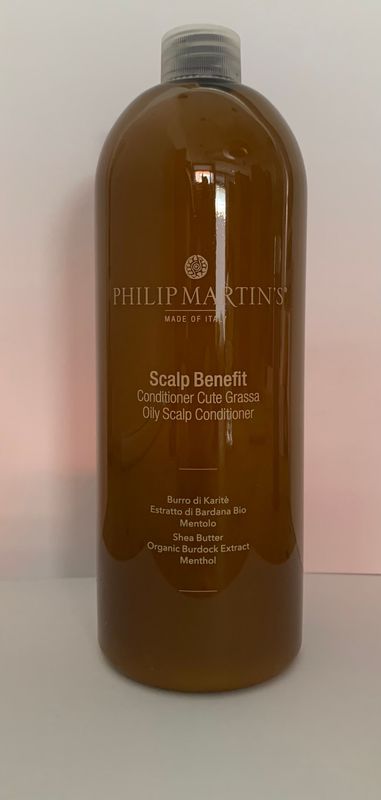 PHILIP MARTIN'S®
MADE OF ITALY
Scalp Benefit
Conditioner Cute Grassa
Oily Scalp Conditioner
Burro di Karitè
Estratto di Bardana Bio
Mentolo
Shea Butter
Organic Burdock Extract
Menthol